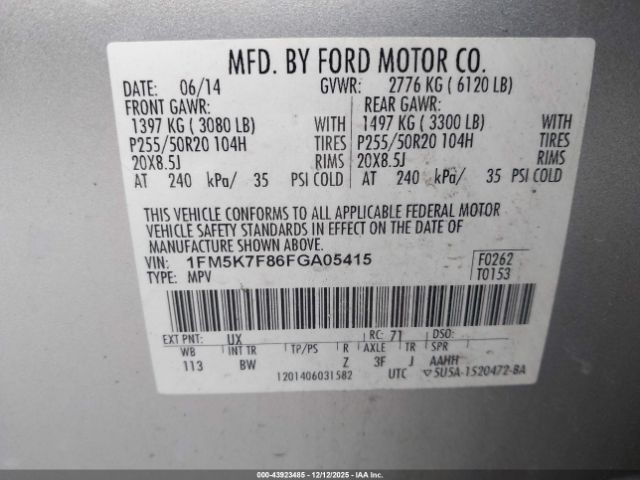 MFD. BY FORD MOTOR CO.
DATE: 06/14 GVWR: 2776 KG ( 6120 LB)
FRONT GAWR: REAR GAWR:
1397 KG ( 3080 LB) WITH 1497 KG ( 3300 LB) WITH
P255/50R20 104H TIRES P255/50R20 104H TIRES
20X8.5J RIMS 20X8.5J RIMS
AT 240 kPa/ 35 PSI COLD AT 240 kPa/ 35 PSI COLD
THIS VEHICLE CONFORMS TO ALL APPLICABLE FEDERAL MOTOR
VEHICLE SAFETY STANDARDS IN EFFECT ON THE DATE OF
MANUFACTURE SHOWN ABOVE.
VIN: 1FM5K7F86FGA05415 F0262
TYPE: MPV T0153
EXT PNT: UX RC: 71 DSO:
WB INT TR TP/PS R AXLE TR SPR
113 BW Z 3F J AAHH
1201406031582 UTC 5U5A-1520472-BA
000-43923485 - 12/12/2025 - IAA Inc.